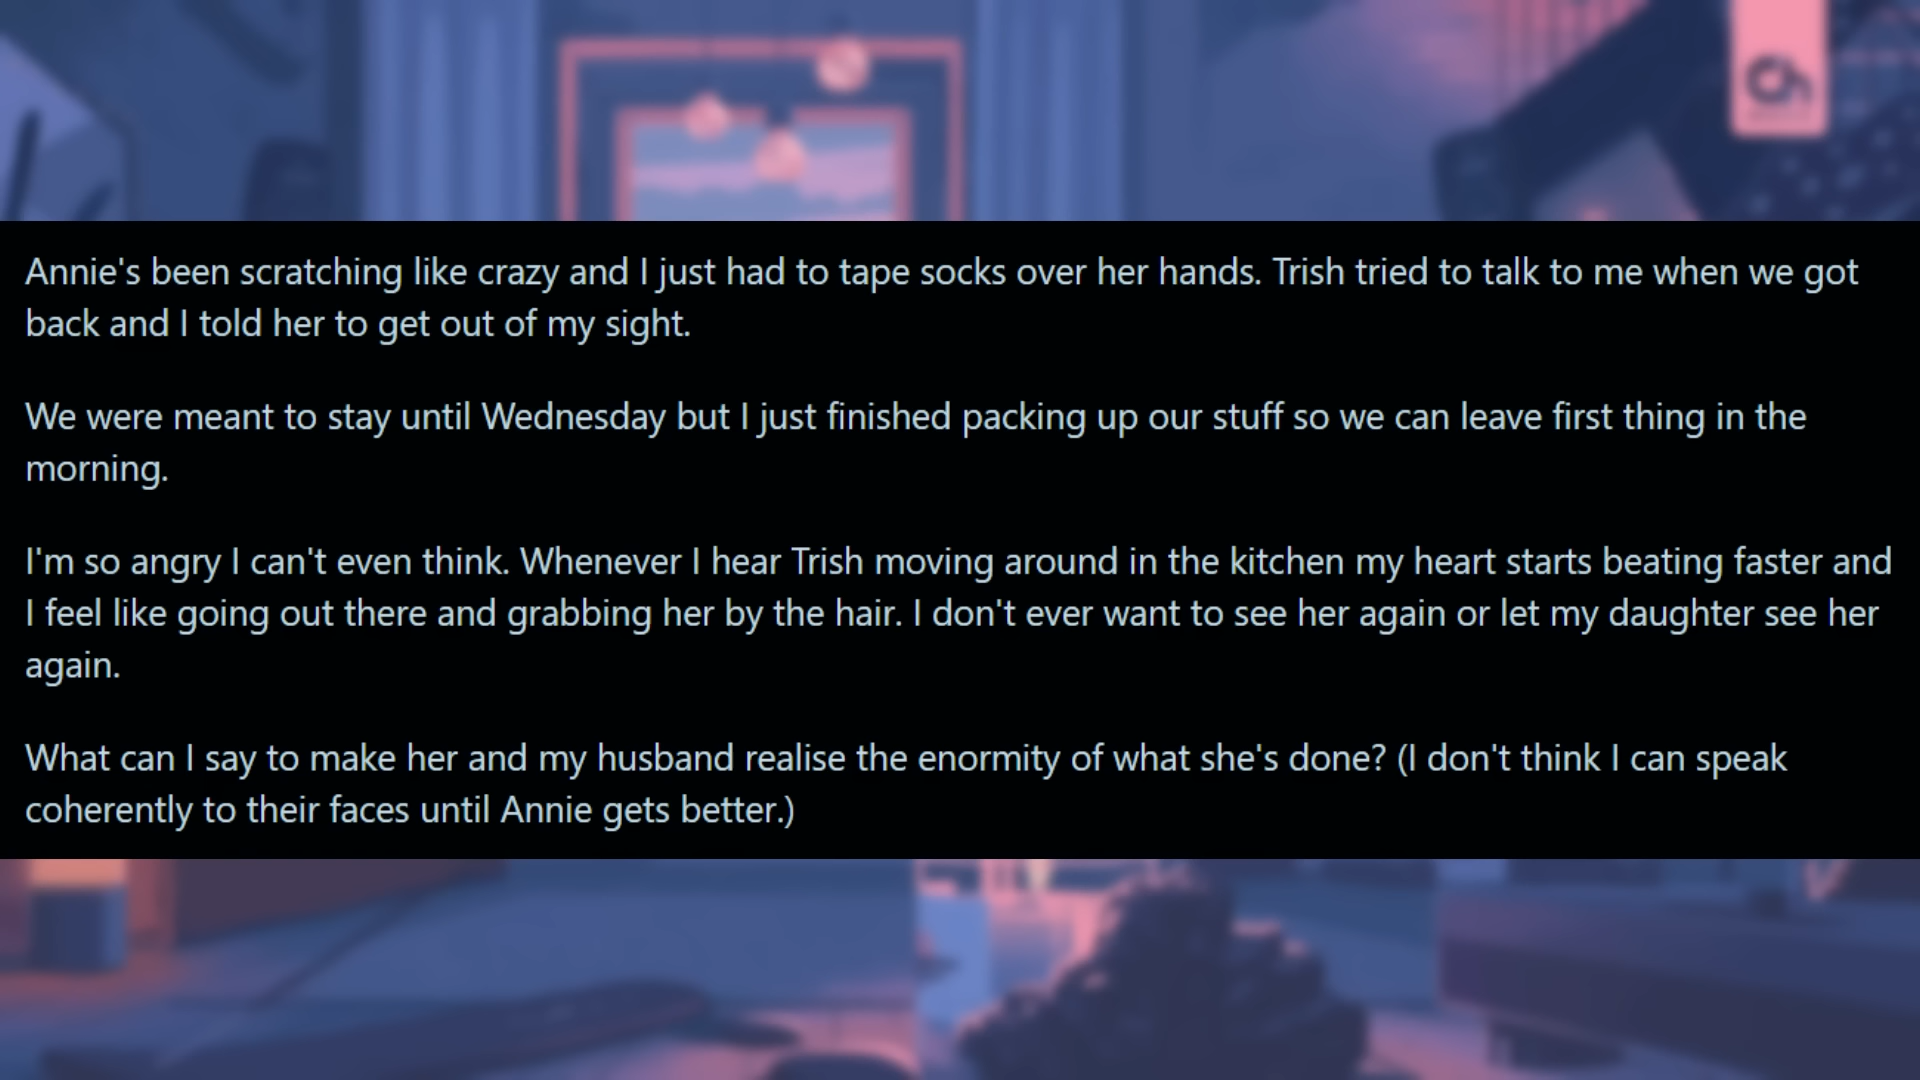 Annie's been scratching like crazy and I just had to tape socks over her hands. Trish tried to talk to me when we got
back and I told her to get out of my sight.
We were meant to stay until Wednesday but I just finished packing up our stuff so we can leave first thing in the
morning.
I'm so angry I can't even think. Whenever I hear Trish moving around in the kitchen my heart starts beating faster and
I feel like going out there and grabbing her by the hair. I don't ever want to see her again or let my daughter see her
again.
What can I say to make her and my husband realise the enormity of what she's done? (I don't think I can speak
coherently to their faces until Annie gets better.)